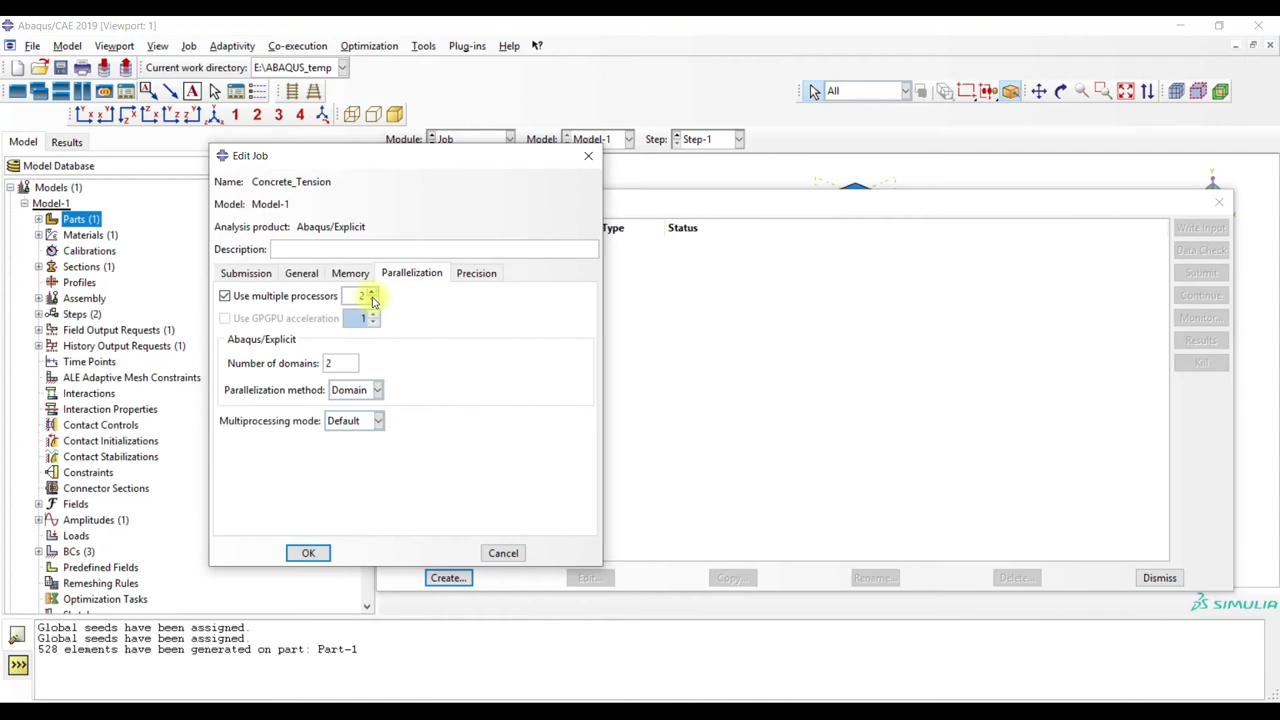 Abaqus/CAE 2019 [Viewport: 1]
File Model Viewport View Job Adaptivity Co-execution Optimization Tools Plug-ins Help
Current work directory: E:\ABAQUS_temp
A All
1 2 3 4
Model Results Module: Job Model: Model-1 Step: Step-1
Model Database
Models (1)
Model-1
Parts (1)
Materials (1)
Calibrations
Sections (1)
Profiles
Assembly
Steps (2)
Field Output Requests (1)
History Output Requests (1)
Time Points
ALE Adaptive Mesh Constraints
Interactions
Interaction Properties
Contact Controls
Contact Initializations
Contact Stabilizations
Constraints
Connector Sections
Fields
Amplitudes (1)
Loads
BCs (3)
Predefined Fields
Remeshing Rules
Optimization Tasks
Edit Job
Name: Concrete_Tension
Model: Model-1
Analysis product: Abaqus/Explicit
Description:
Submission General Memory Parallelization Precision
Use multiple processors 2
Use GPGPU acceleration 1
Abaqus/Explicit
Number of domains: 2
Parallelization method: Domain
Multiprocessing mode: Default
OK Cancel
Type Status
Write Input
Data Check
Submit
Continue
Monitor...
Results
Kill
Create... Edit... Copy... Rename... Delete... Dismiss
Y
SIMULIA
Global seeds have been assigned.
Global seeds have been assigned.
528 elements have been generated on part: Part-1
>>>